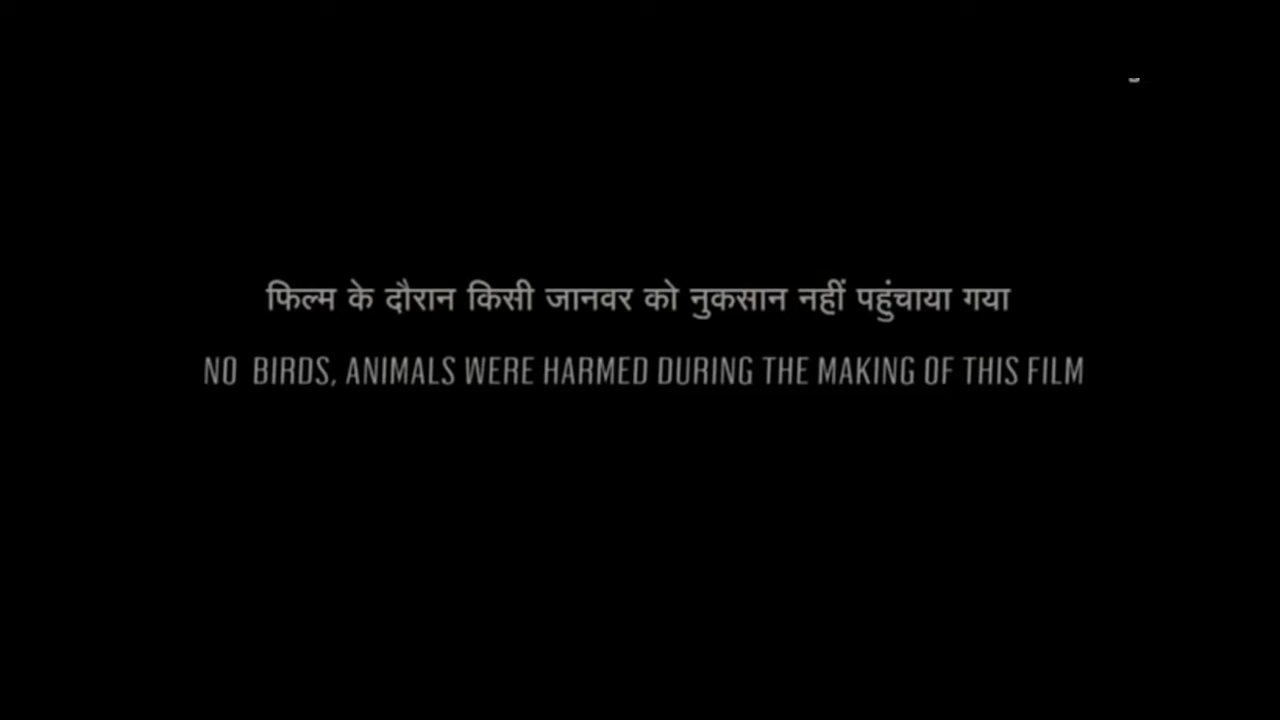 फिल्म के दौरान किसी जानवर को नुकसान नहीं पहुंचाया गया
NO BIRDS, ANIMALS WERE HARMED DURING THE MAKING OF THIS FILM